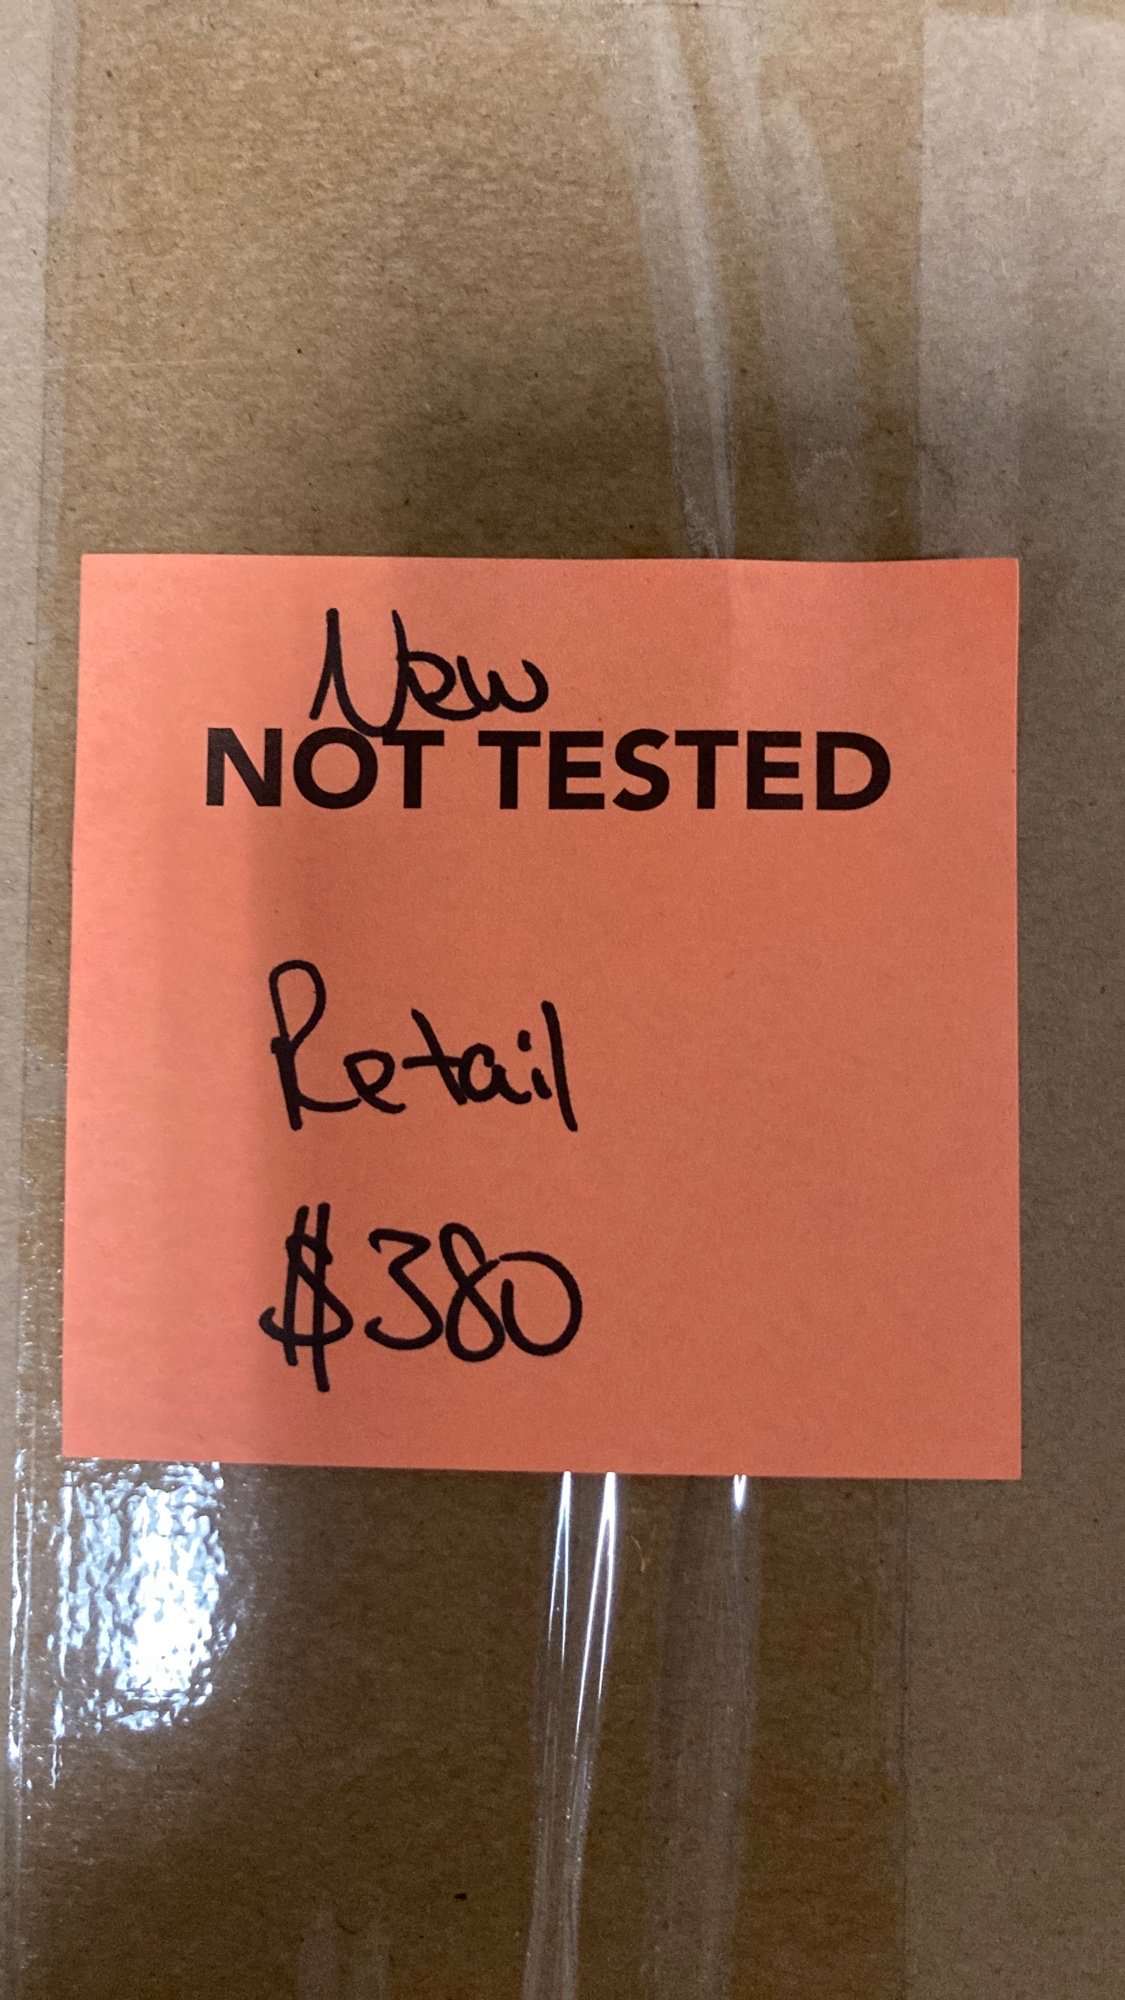 New
NOT TESTED
Retail
$380